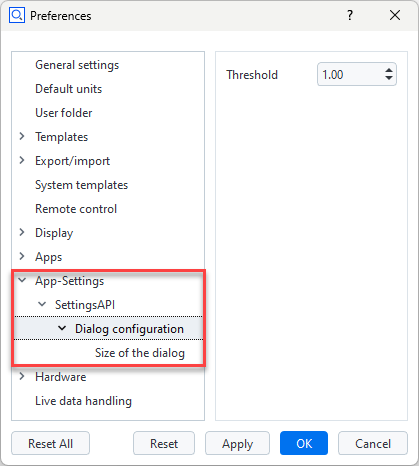 Preferences
General settings
Threshold
1.00
Default units
User folder
Templates
Export/import
System templates
Remote control
Display
Apps
App-Settings
SettingsAPI
Dialog configuration
Size of the dialog
Hardware
Live data handling
Reset All
Reset
Apply
OK
Cancel